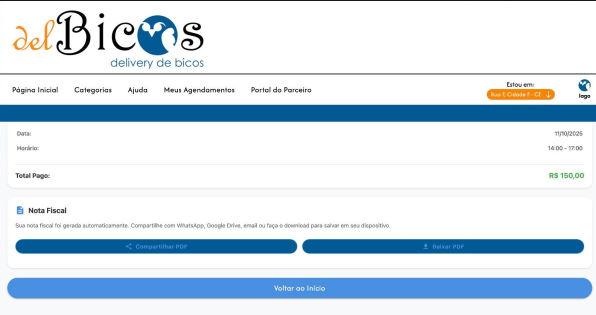 delBicos
delivery de bicos
Página Inicial Categorias Ajuda Meus Agendamentos Portal do Parceiro
Estou em:
Rua 7, Cidade F - CE
Iago
Data: 11/10/2025
Horário: 14:00 - 17:00
Total Pago: R$ 150,00
Nota Fiscal
Sua nota fiscal foi gerada automaticamente. Compartilhe com WhatsApp, Google Drive, email ou faça o download para salvar em seu dispositivo.
Compartilhar PDF Baixar PDF
Voltar ao Início